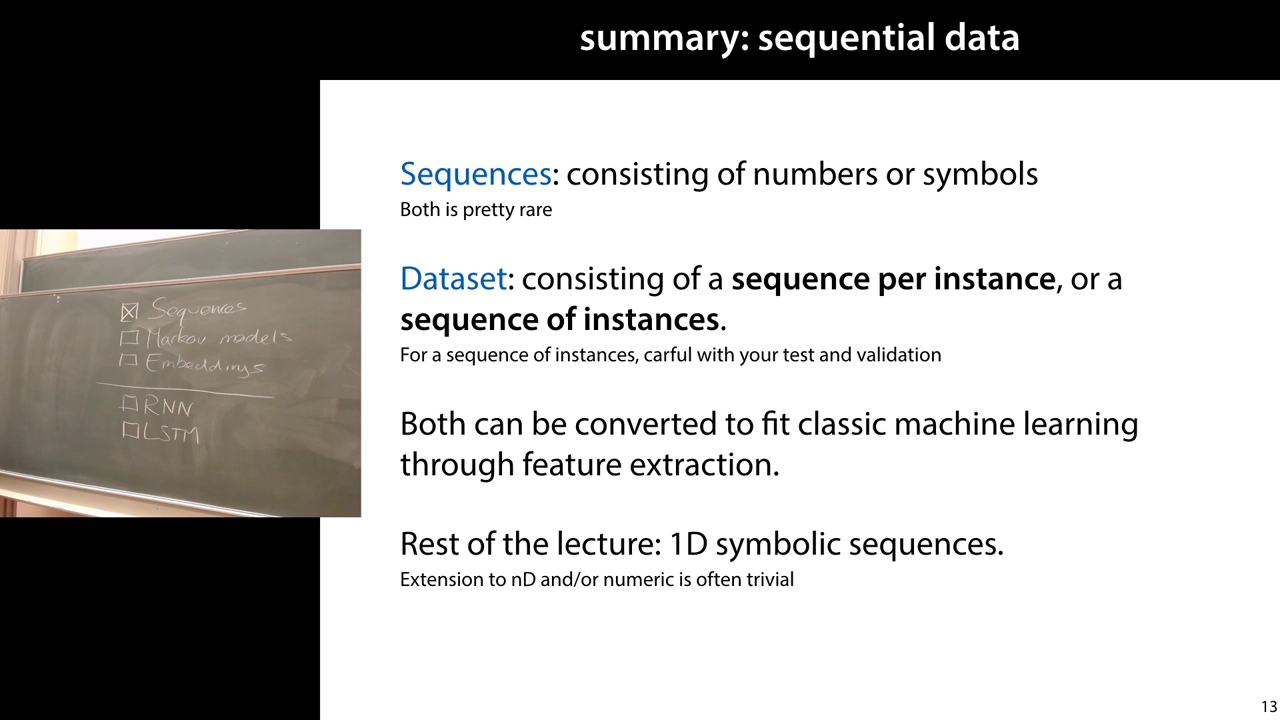 summary: sequential data
Sequences: consisting of numbers or symbols
Both is pretty rare
Dataset: consisting of a sequence per instance, or a
sequence of instances.
For a sequence of instances, carful with your test and validation
Both can be converted to fit classic machine learning
through feature extraction.
Rest of the lecture: 1D symbolic sequences.
Extension to nD and/or numeric is often trivial
Sequences
Markov models
Embeddings
RNN
LSTM
13